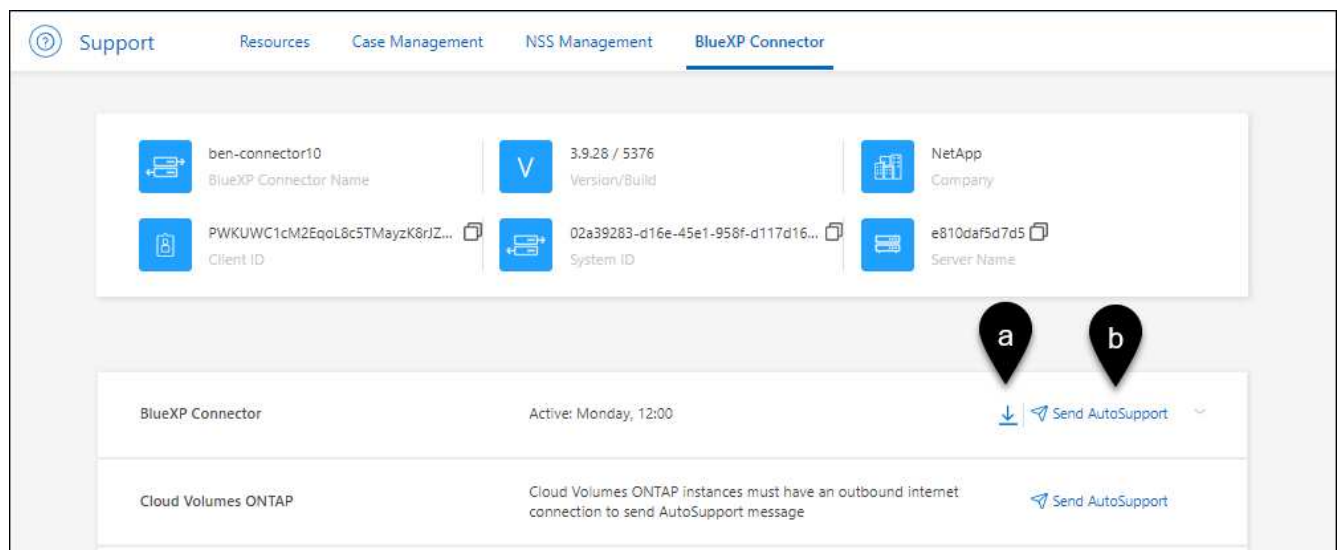 Support Resources Case Management NSS Management BlueXP Connector
ben-connector10
BlueXP Connector Name
V
3.9.28 / 5376
Version/Build
NetApp
Company
PWKUWC1cM2EqoL8c5TMayzK8rJZ...
Client ID
02a39283-d16e-45e1-958f-d117d16...
System ID
e810daf5d7d5
Server Name
a b
BlueXP Connector Active: Monday, 12:00 Send AutoSupport
Cloud Volumes ONTAP
Cloud Volumes ONTAP instances must have an outbound internet
connection to send AutoSupport message
Send AutoSupport